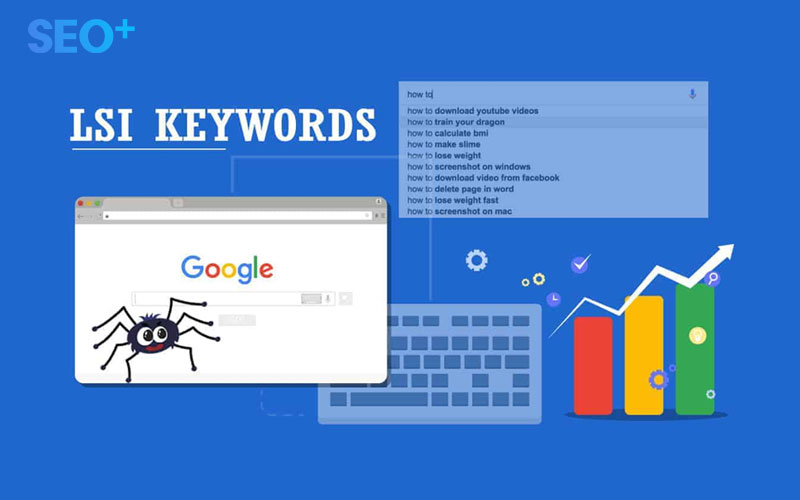 SEO+
how to
LSI KEYWORDS
how to download youtube videos
how to train your dragon
how to calculate bmi
how to make slime
how to lose weight
how to screenshot on windows
how to download video from facebook
how to delete page in word
how to lose weight fast
how to screenshot on mac
Google